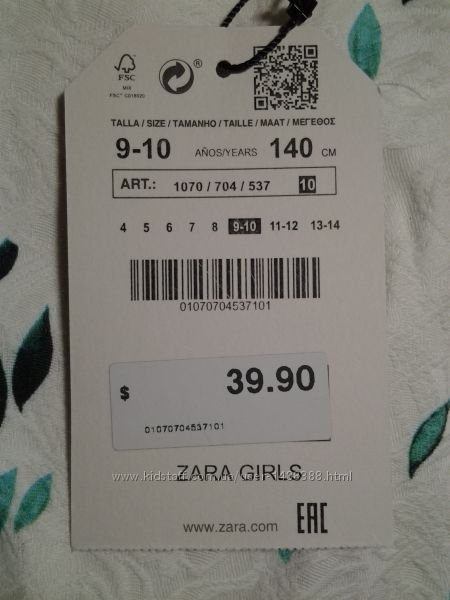 FSC
MIX
FSC™ C018620
®
TALLA / SIZE / TAMANHO / TAILLE / MAAT / ΜΕΓΕΘΟΣ
9-10 AÑOS/YEARS 140 CM
ART.: 1070 / 704 / 537 10
4 5 6 7 8 9-10 11-12 13-14
01070704537101
$ 39.90
01070704537101
ZARA GIRLS
www.zara.com EAC